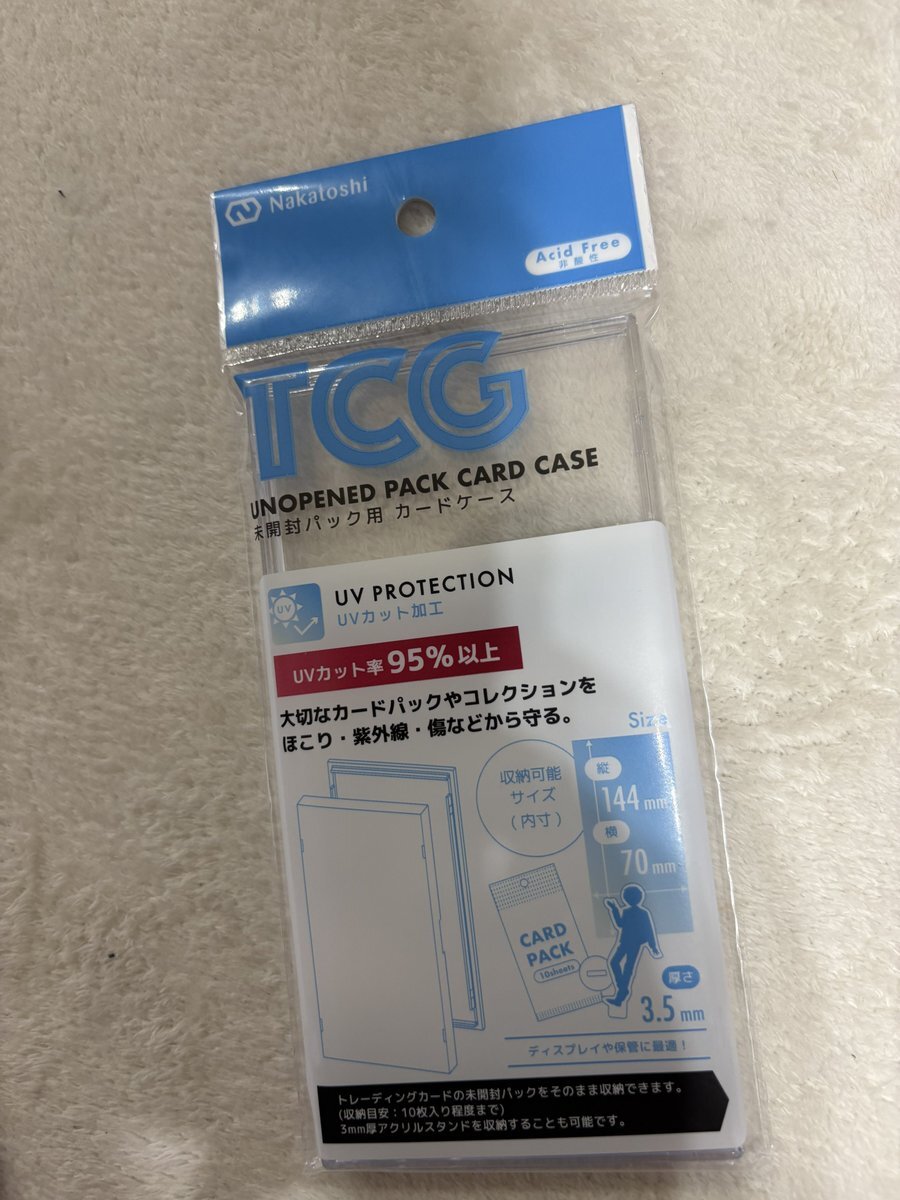 Nakatoshi
Acid Free
非酸性
TCG
UNOPENED PACK CARD CASE
未開封パック用 カードケース
UV
UV PROTECTION
UVカット加工
UVカット率95%以上
大切なカードパックやコレクションを
ほこり・紫外線・傷などから守る。
Size
収納可能
サイズ
(内寸)
縦
144mm
横
70mm
CARD
PACK
10sheets
厚さ
3.5mm
ディスプレイや保管に最適!
トレーディングカードの未開封パックをそのまま収納できます。
(収納目安:10枚入り程度まで)
3mm厚アクリルスタンドを収納することも可能です。